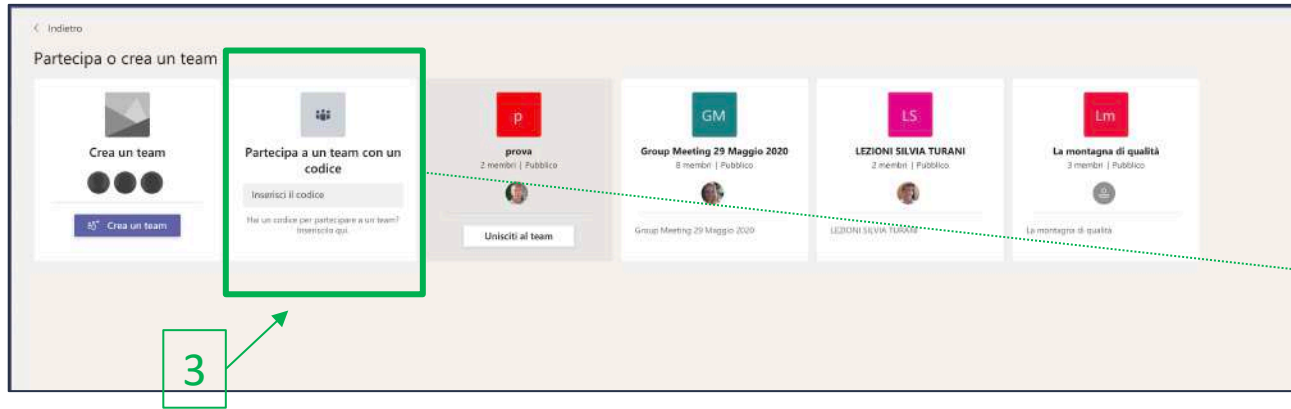 Indietro
Partecipa o crea un team
Crea un team
Crea un team
Partecipa a un team con un
codice
Inserisci il codice
Hai un codice per partecipare a un team?
Inseriscilo qui.
p
prova
2 membri | Pubblico
Unisciti al team
GM
Group Meeting 29 Maggio 2020
8 membri | Pubblico
Group Meeting 29 Maggio 2020
LS
LEZIONI SILVIA TURANI
2 membri | Pubblico
LEZIONI SILVIA TURANI
Lm
La montagna di qualità
3 membri | Pubblico
La montagna di qualità
3